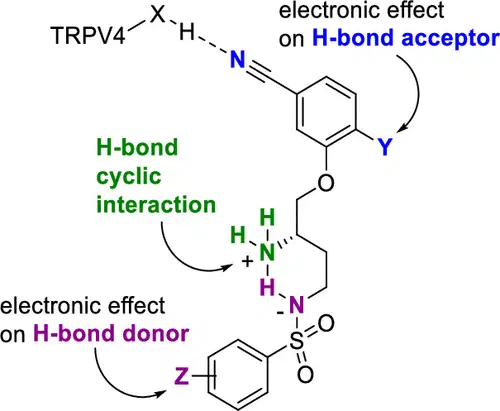 electronic effect
on H-bond acceptor
X
TRPV4
H
N
Y
H-bond
cyclic
interaction
O
H
H
N
+
H
N
-
electronic effect
on H-bond donor
S
O
O
Z